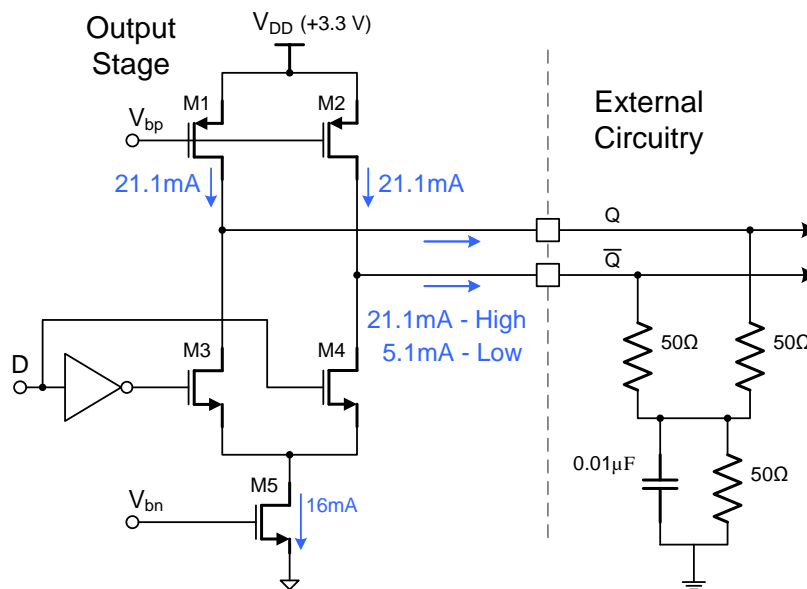 Output
Stage
V_DD (+3.3 V)
M1
M2
V_bp
21.1mA
21.1mA
External
Circuitry
Q
Q̅
21.1mA - High
5.1mA - Low
50Ω
50Ω
D
M3
M4
0.01µF
50Ω
M5
V_bn
16mA